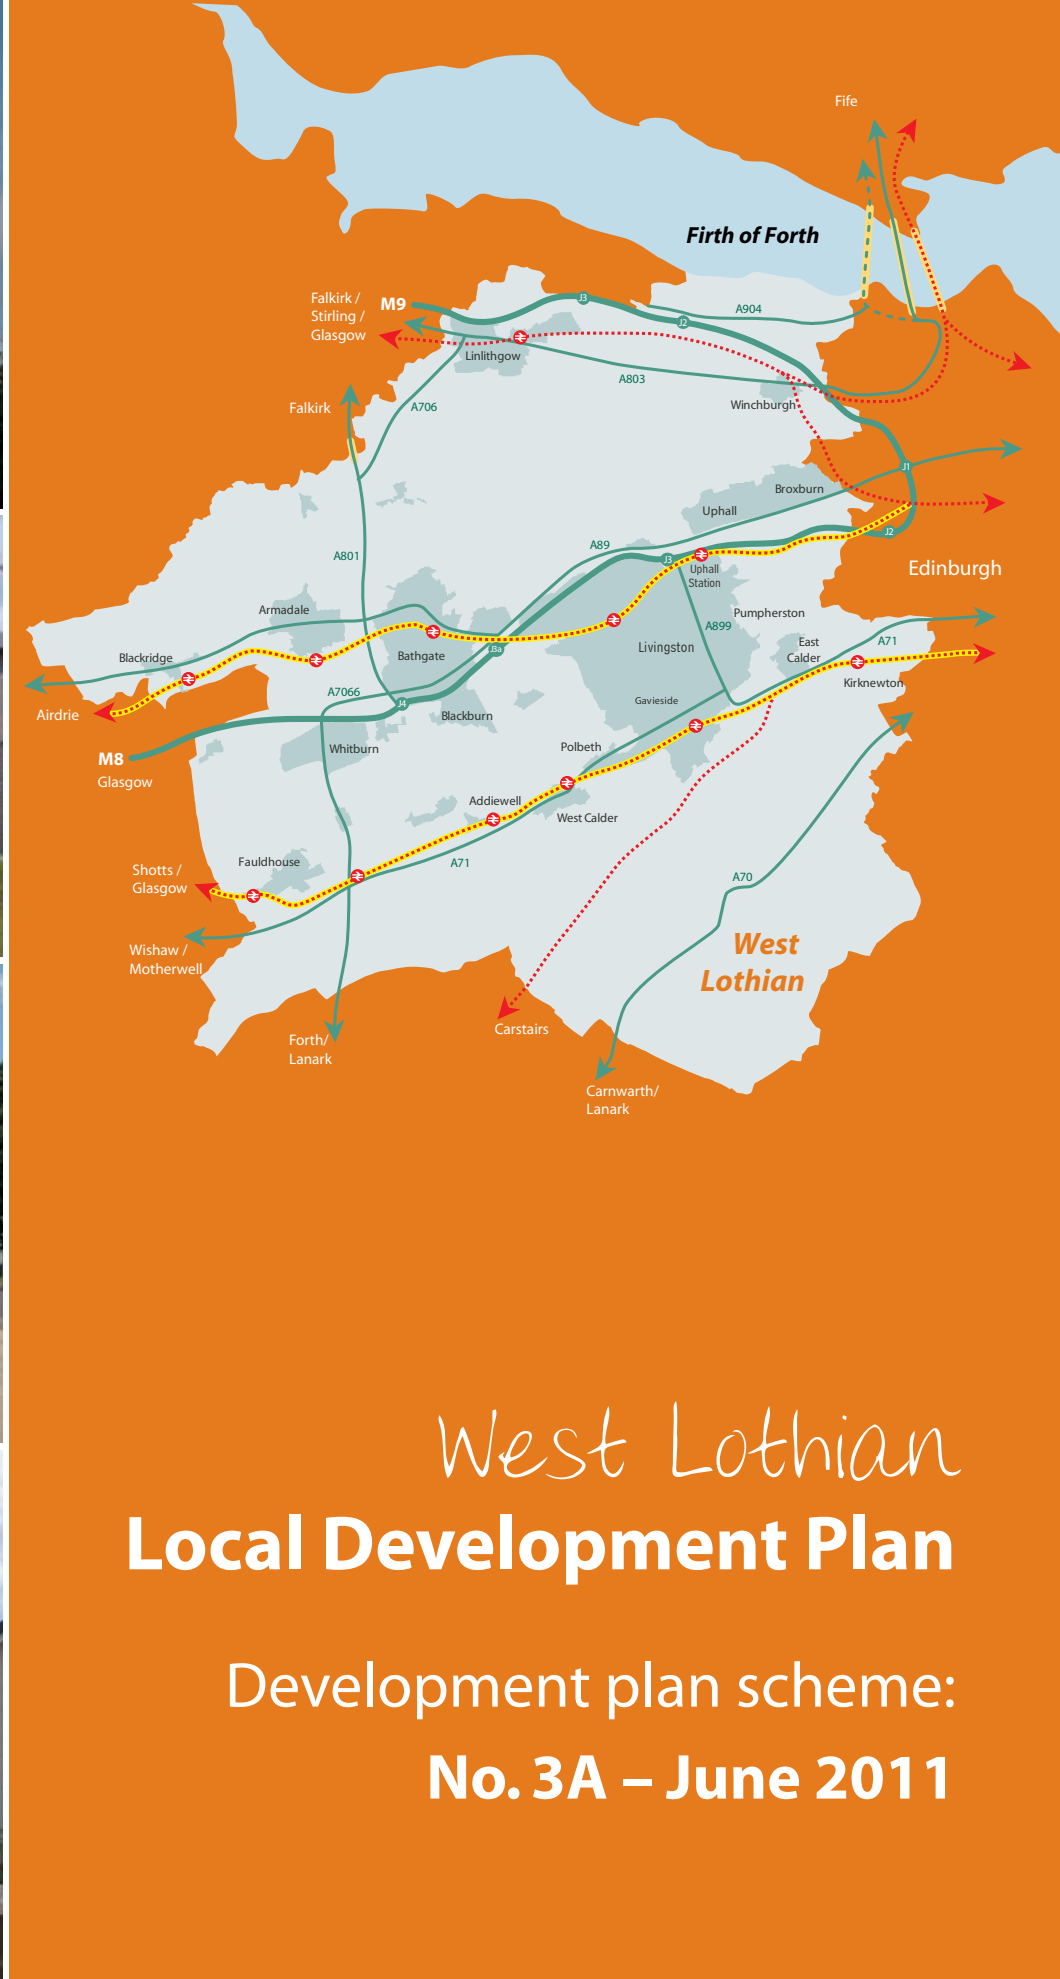 Fife
Firth of Forth
Falkirk /
Stirling /
Glasgow
M9
J3
A904
J2
Linlithgow
A803
Winchburgh
Falkirk
A706
J1
Broxburn
Uphall
A89
J2
A801
J3
Uphall
Station
Edinburgh
Armadale
Pumpherston
A899
East
Calder
A71
Blackridge
Bathgate
J3a
Livingston
Kirknewton
A7066
J4
Gavieside
Airdrie
Blackburn
M8
Glasgow
Whitburn
Polbeth
Addiewell
West Calder
Fauldhouse
A71
Shotts /
Glasgow
A70
Wishaw /
Motherwell
West
Lothian
Carstairs
Forth/
Lanark
Carnwarth/
Lanark
West Lothian
Local Development Plan
Development plan scheme:
No. 3A – June 2011